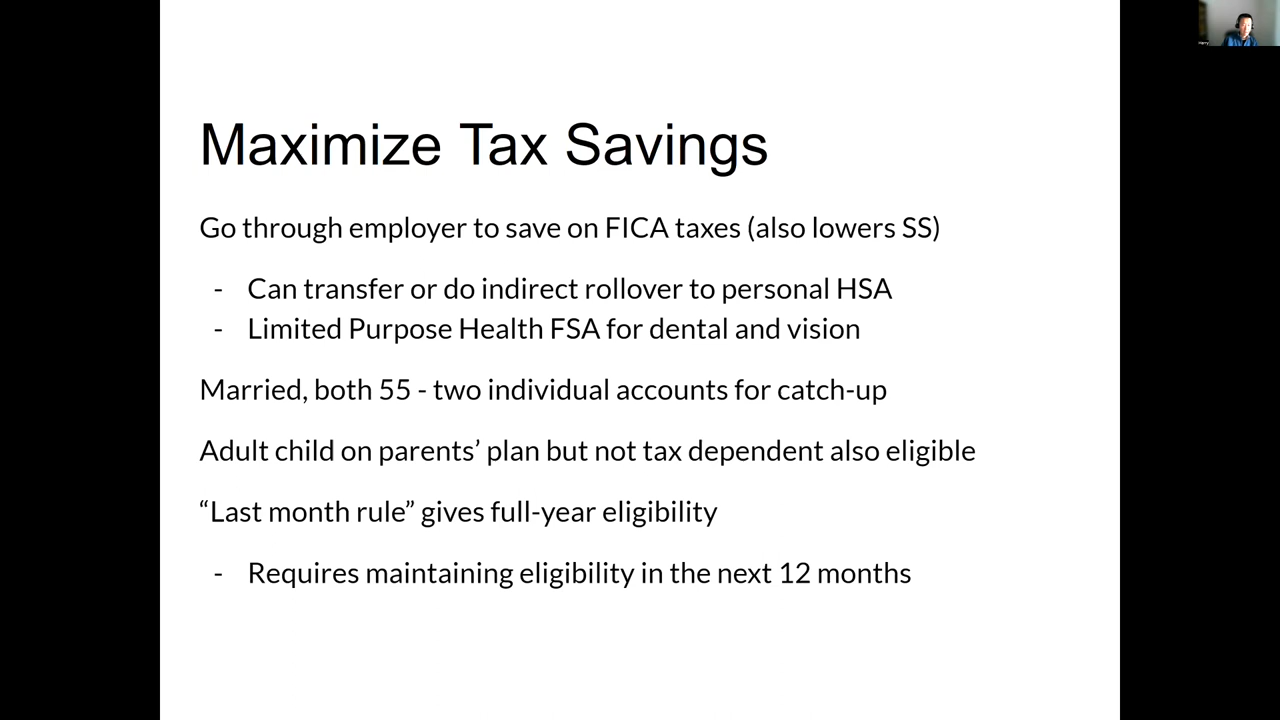 Maximize Tax Savings
Go through employer to save on FICA taxes (also lowers SS)
- Can transfer or do indirect rollover to personal HSA
- Limited Purpose Health FSA for dental and vision
Married, both 55 - two individual accounts for catch-up
Adult child on parents’ plan but not tax dependent also eligible
“Last month rule” gives full-year eligibility
- Requires maintaining eligibility in the next 12 months
Harry